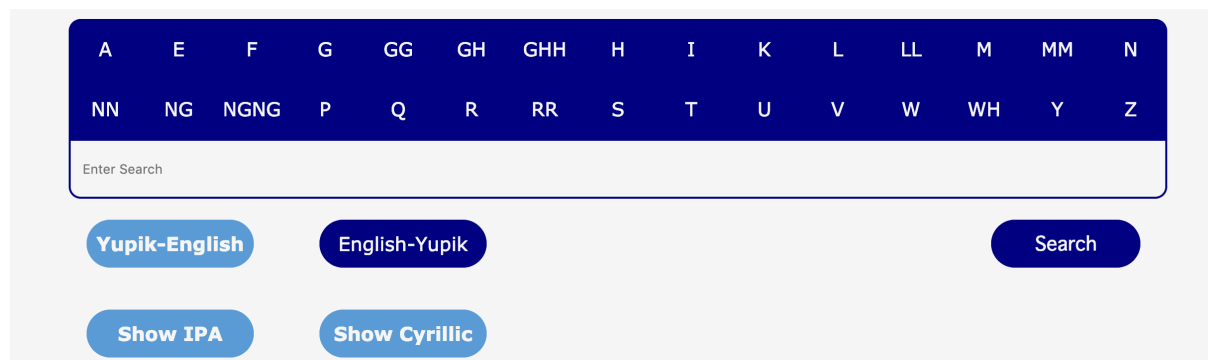 A E F G GG GH GHH H I K L LL M MM N
NN NG NGNG P Q R RR S T U V W WH Y Z
Enter Search
Yupik-English English-Yupik Search
Show IPA Show Cyrillic